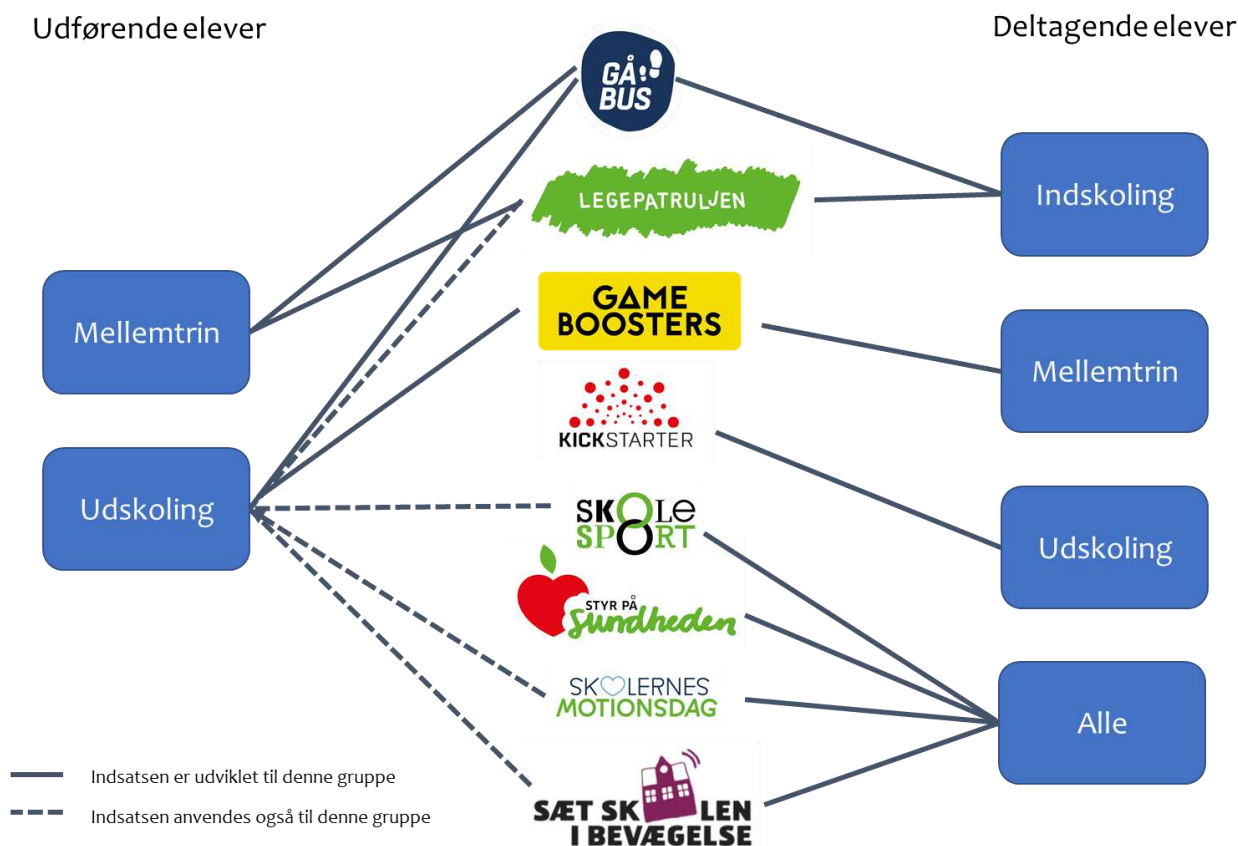 Udførende elever
Deltagende elever
GÅ
BUS
LEGEPATRULJEN
Indskoling
GAME
BOOSTERS
Mellemtrin
Mellemtrin
KICKSTARTER
Udskoling
SKOLE
SPORT
Udskoling
STYR PÅ
Sundheden
SKOLERNES
MOTIONSDAG
Alle
SÆT SKOLEN
I BEVÆGELSE
Indsatsen er udviklet til denne gruppe
Indsatsen anvendes også til denne gruppe